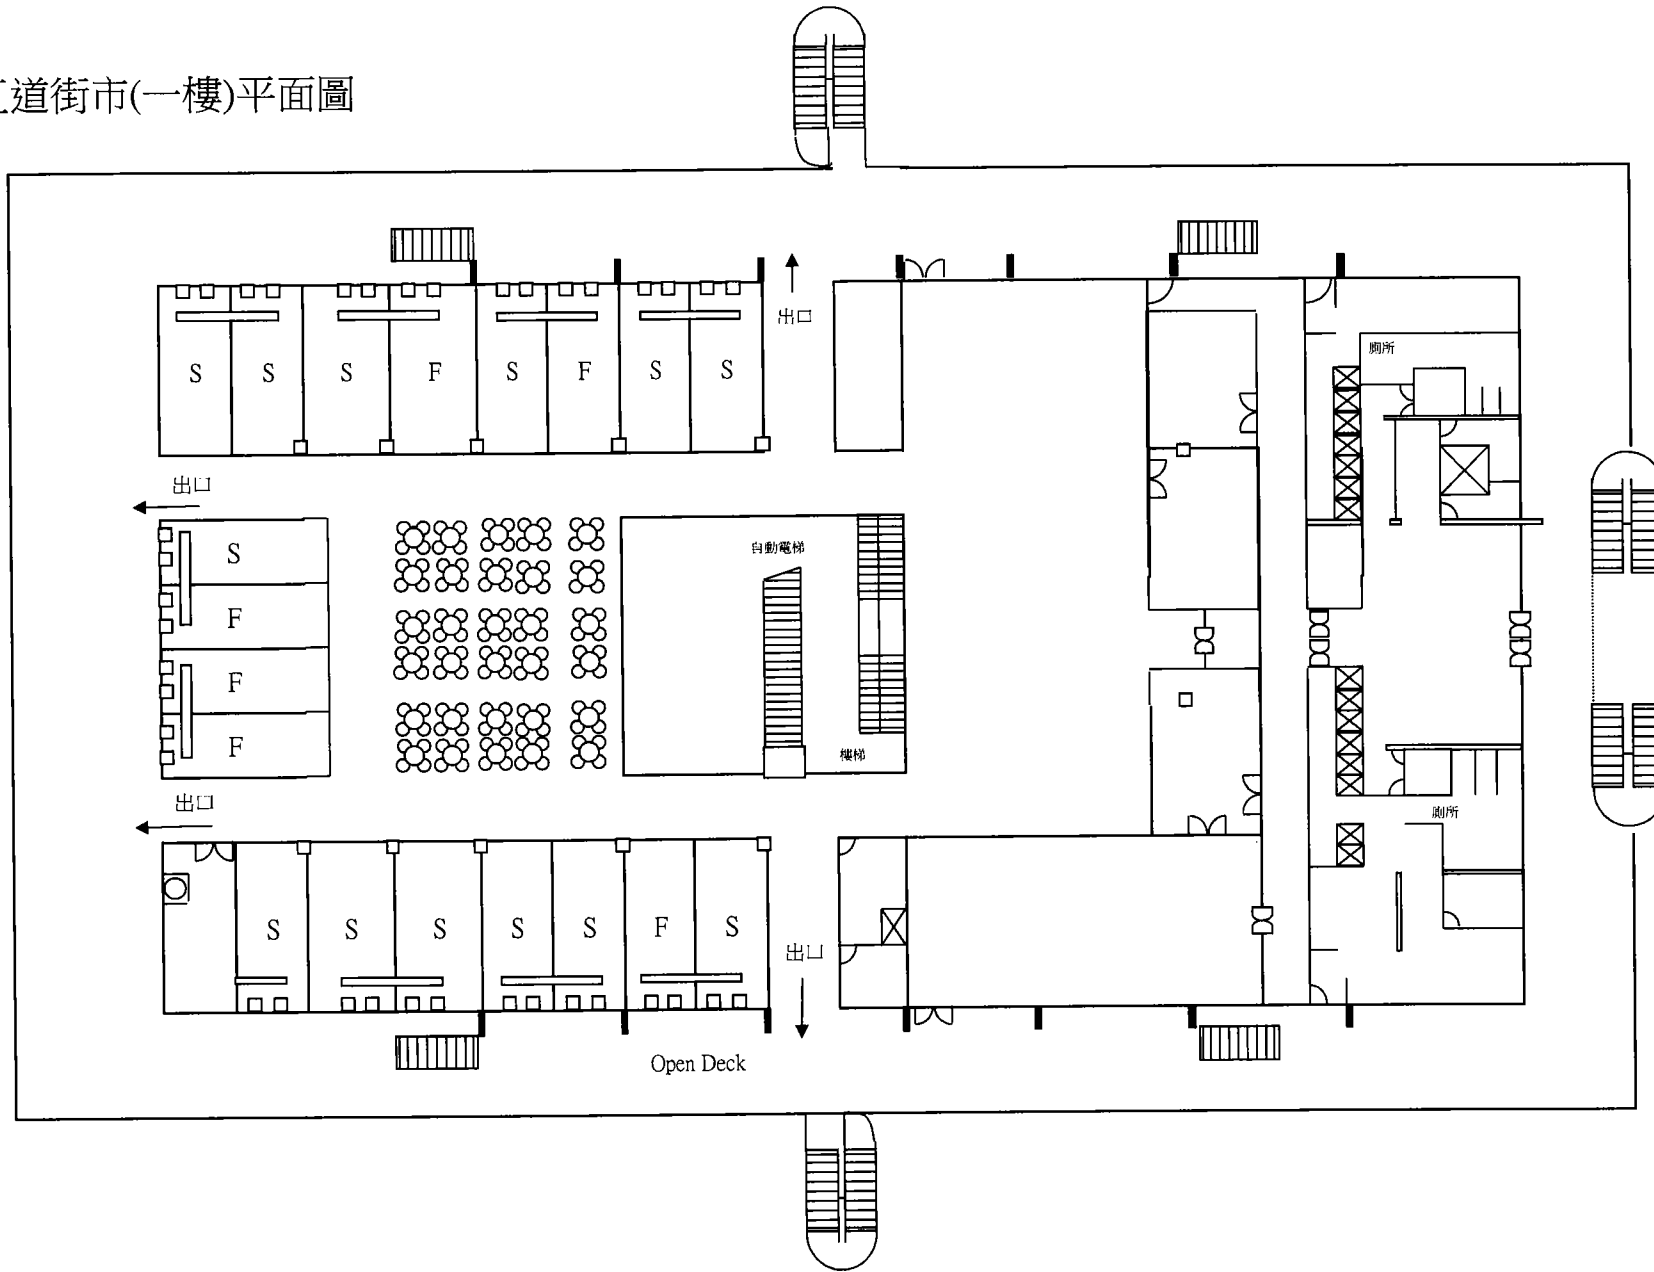 道街市(一樓)平面圖
出口
廁所
S S S F S F S S
出口
S
自動電梯
F
F
F
樓梯
出口
廁所
S S S S S F S
出口
Open Deck